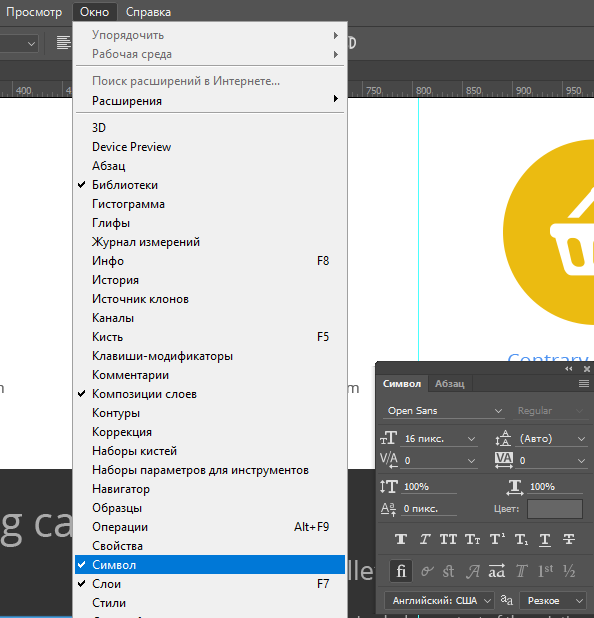 Просмотр Окно Справка
Упорядочить
Рабочая среда
Поиск расширений в Интернете...
Расширения
400 750 800 850 900 950
3D
Device Preview
Абзац
Библиотеки
Гистограмма
Глифы
Журнал измерений
Инфо F8
История
Источник клонов
Каналы
Кисть F5
Клавиши-модификаторы
Комментарии
Композиции слоев
Контуры
Коррекция
Наборы кистей
Наборы параметров для инструментов
Навигатор
Образцы
Операции Alt+F9
Свойства
Символ
Слои F7
Стили
Contrary
m
g ca
Символ Абзац
Open Sans Regular
16 пикс. (Авто)
0 0
100% 100%
0 пикс. Цвет:
T T TT Tт T¹ T₁ T T
fi st A aa T 1st ½
Английский: США aа Резкое